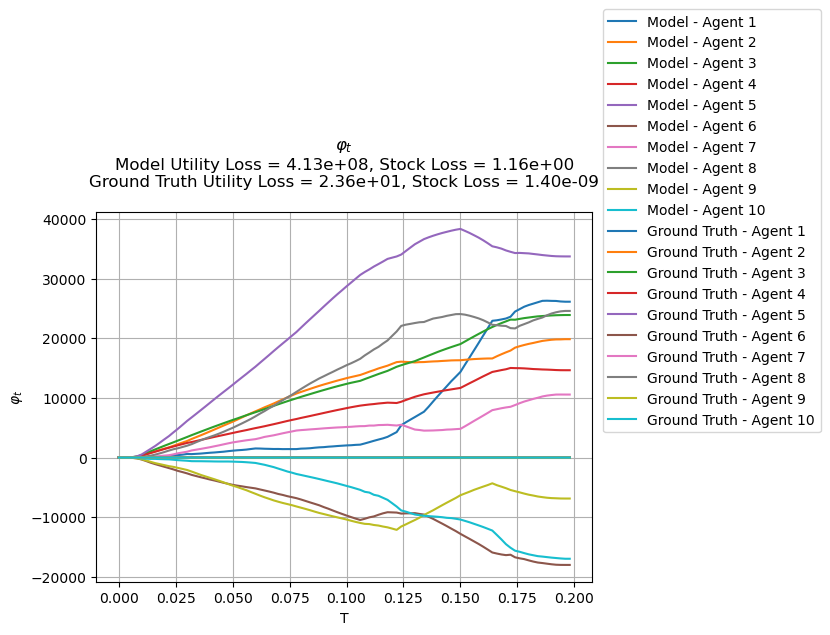 φt
Model Utility Loss = 4.13e+08, Stock Loss = 1.16e+00
Ground Truth Utility Loss = 2.36e+01, Stock Loss = 1.40e-09
Model - Agent 1
Model - Agent 2
Model - Agent 3
Model - Agent 4
Model - Agent 5
Model - Agent 6
Model - Agent 7
Model - Agent 8
Model - Agent 9
Model - Agent 10
Ground Truth - Agent 1
Ground Truth - Agent 2
Ground Truth - Agent 3
Ground Truth - Agent 4
Ground Truth - Agent 5
Ground Truth - Agent 6
Ground Truth - Agent 7
Ground Truth - Agent 8
Ground Truth - Agent 9
Ground Truth - Agent 10
40000
30000
20000
10000
0
−10000
−20000
φt
0.000 0.025 0.050 0.075 0.100 0.125 0.150 0.175 0.200
T